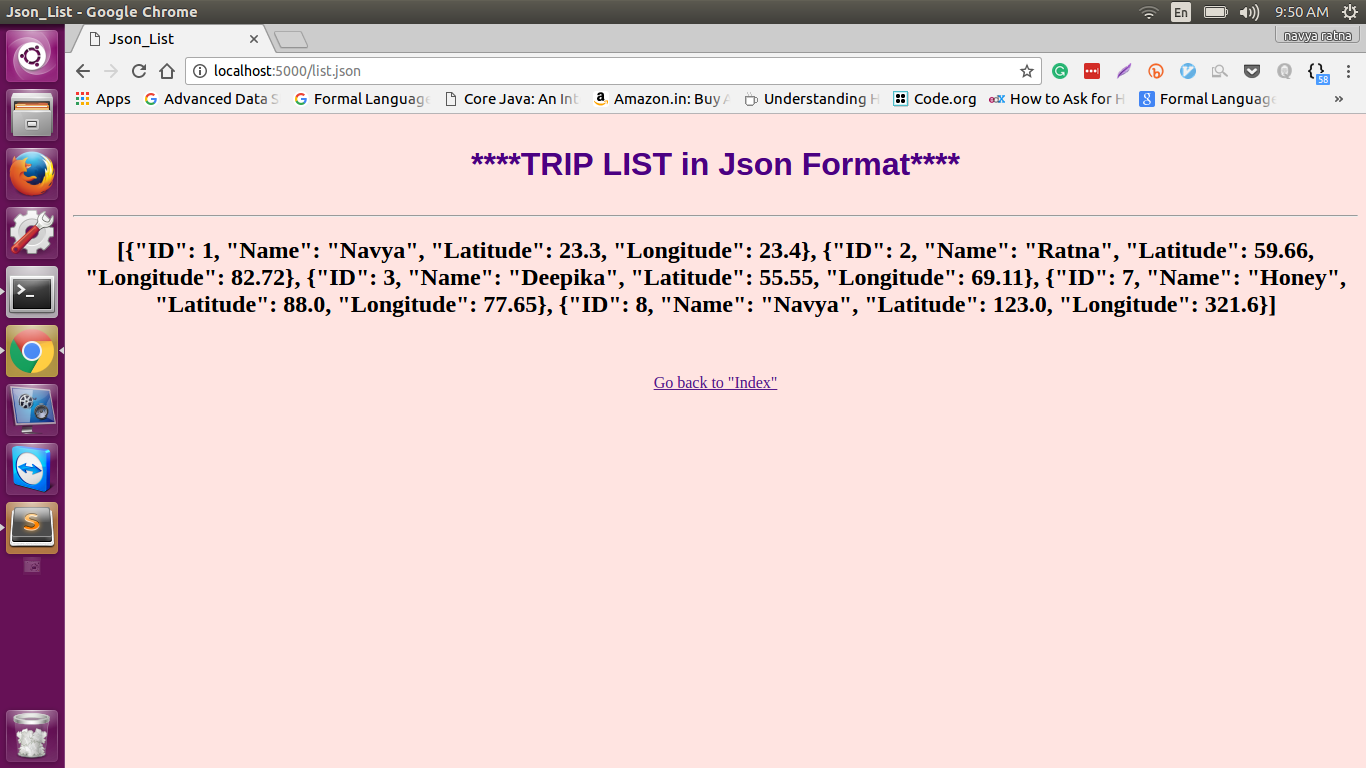 Json_List - Google Chrome
En
9:50 AM
Json_List
navya ratna
localhost:5000/list.json
58
Apps
Advanced Data S
Formal Language
Core Java: An Int
Amazon.in: Buy A
Understanding H
Code.org
How to Ask for H
Formal Language
»
****TRIP LIST in Json Format****
[{"ID": 1, "Name": "Navya", "Latitude": 23.3, "Longitude": 23.4}, {"ID": 2, "Name": "Ratna", "Latitude": 59.66,
"Longitude": 82.72}, {"ID": 3, "Name": "Deepika", "Latitude": 55.55, "Longitude": 69.11}, {"ID": 7, "Name": "Honey",
"Latitude": 88.0, "Longitude": 77.65}, {"ID": 8, "Name": "Navya", "Latitude": 123.0, "Longitude": 321.6}]
Go back to "Index"